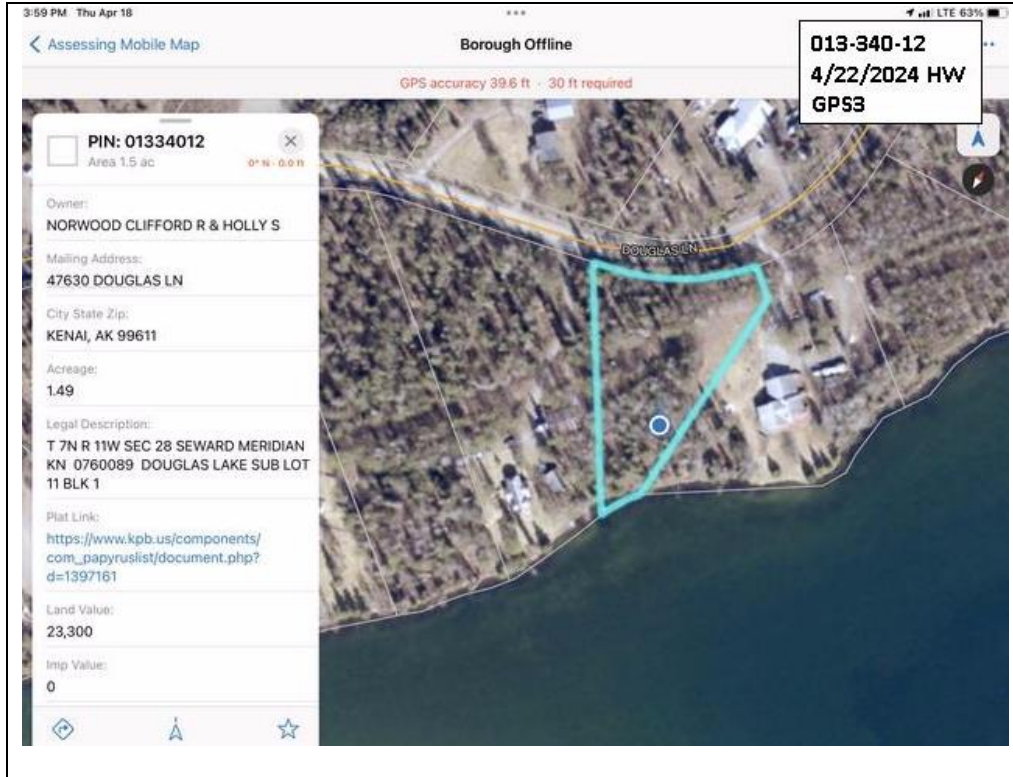 3:59 PM Thu Apr 18
LTE 63%
Assessing Mobile Map
Borough Offline
013-340-12
4/22/2024 HW
GPS3
GPS accuracy 39.6 ft · 30 ft required
PIN: 01334012
Area 1.5 ac
0° N · 0.0 ft
Owner:
NORWOOD CLIFFORD R & HOLLY S
Mailing Address:
47630 DOUGLAS LN
City State Zip:
KENAI, AK 99611
Acreage:
1.49
Legal Description:
T 7N R 11W SEC 28 SEWARD MERIDIAN
KN 0760089 DOUGLAS LAKE SUB LOT
11 BLK 1
Plat Link:
https://www.kpb.us/components/
com_papyruslist/document.php?
d=1397161
Land Value:
23,300
Imp Value:
0
DOUGLAS LN